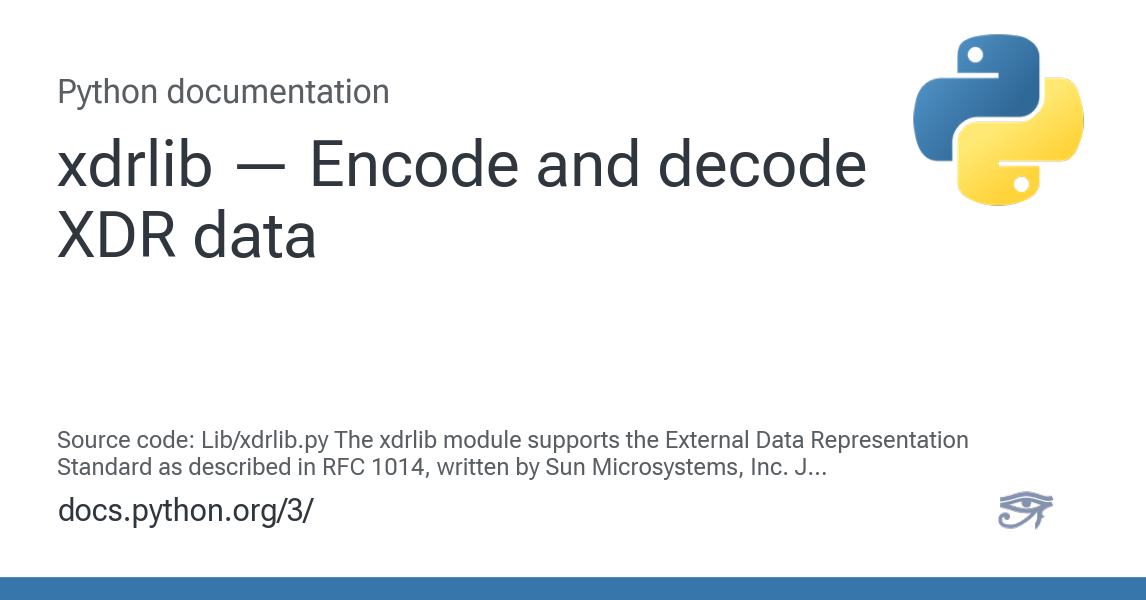 Python documentation
xdrlib — Encode and decode
XDR data
Source code: Lib/xdrlib.py The xdrlib module supports the External Data Representation
Standard as described in RFC 1014, written by Sun Microsystems, Inc. J...
docs.python.org/3/